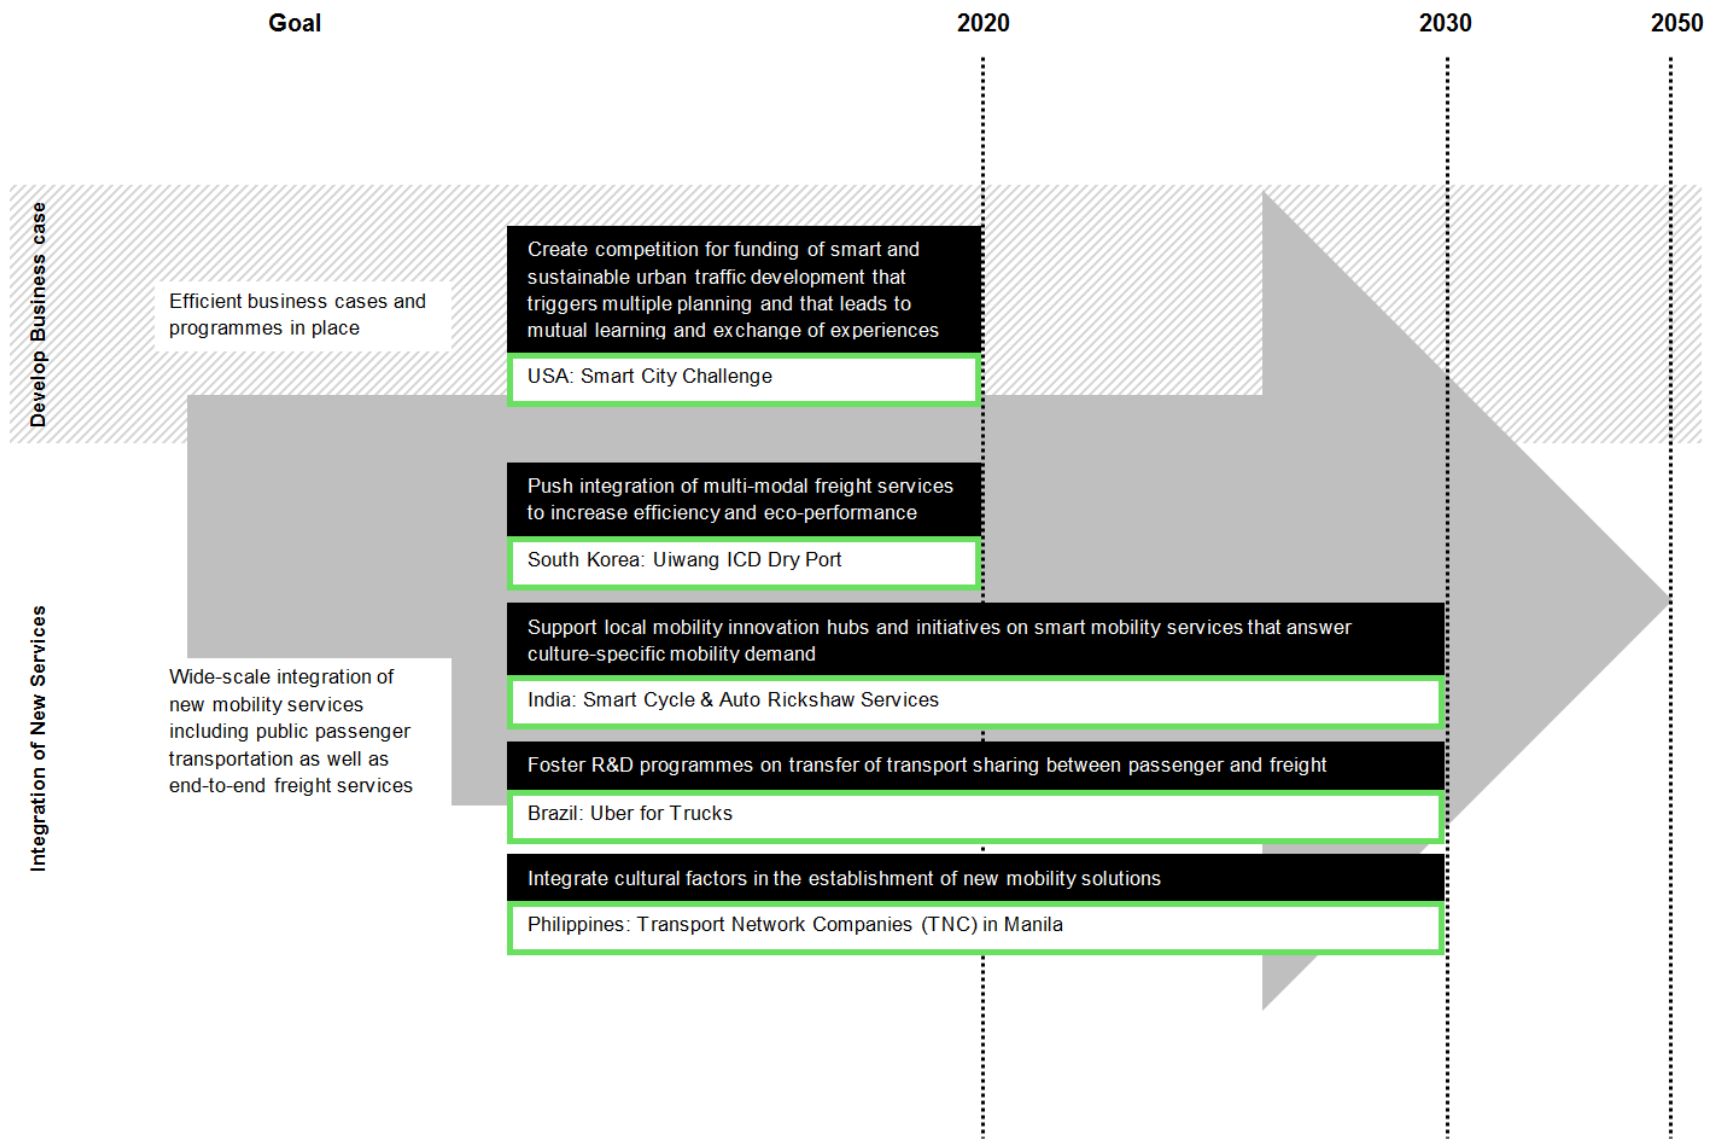 Goal
2020
2030
2050
Develop Business case
Efficient business cases and
programmes in place
Create competition for funding of smart and
sustainable urban traffic development that
triggers multiple planning and that leads to
mutual learning and exchange of experiences
USA: Smart City Challenge
Integration of New Services
Wide-scale integration of
new mobility services
including public passenger
transportation as well as
end-to-end freight services
Push integration of multi-modal freight services
to increase efficiency and eco-performance
South Korea: Uiwang ICD Dry Port
Support local mobility innovation hubs and initiatives on smart mobility services that answer
culture-specific mobility demand
India: Smart Cycle & Auto Rickshaw Services
Foster R&D programmes on transfer of transport sharing between passenger and freight
Brazil: Uber for Trucks
Integrate cultural factors in the establishment of new mobility solutions
Philippines: Transport Network Companies (TNC) in Manila